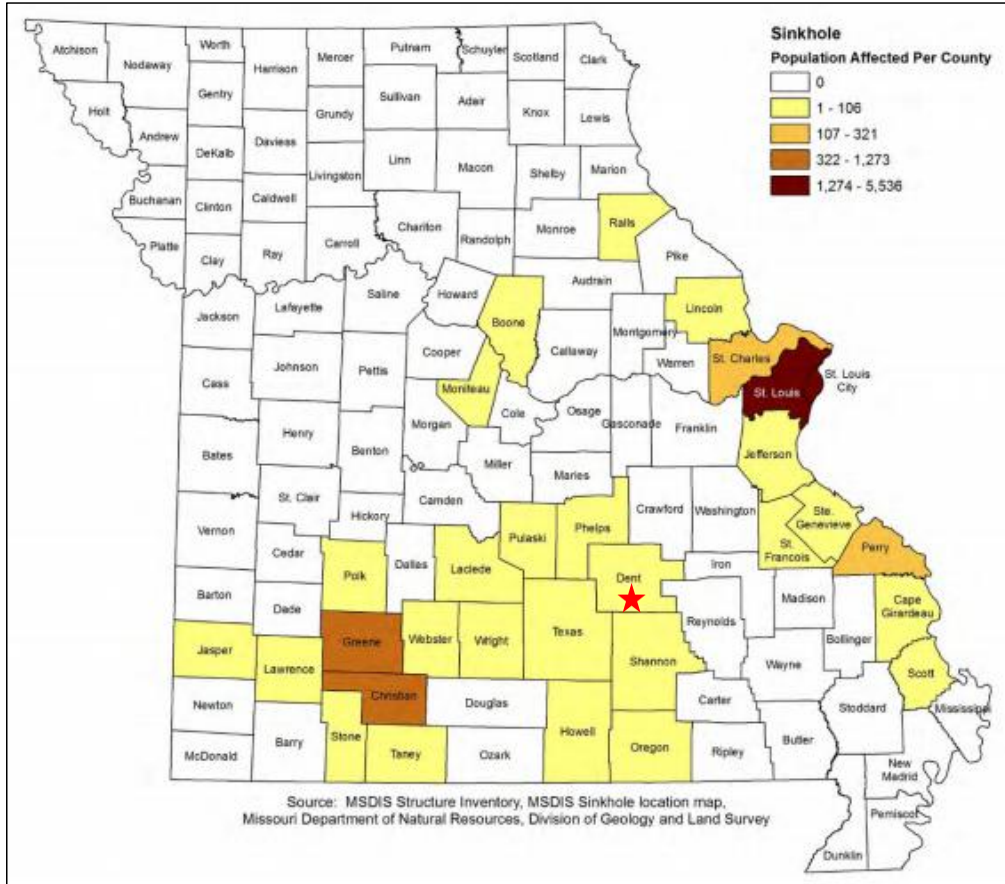 Sinkhole
Population Affected Per County
0
1 - 106
107 - 321
322 - 1,273
1,274 - 5,536
Atchison
Nodaway
Worth
Harrison
Mercer
Putnam
Schuyler
Scotland
Clark
Holt
Gentry
Grundy
Sullivan
Adair
Knox
Lewis
Andrew
DeKalb
Daviess
Livingston
Linn
Macon
Shelby
Marion
Buchanan
Clinton
Caldwell
Chariton
Randolph
Monroe
Ralls
Platte
Clay
Ray
Carroll
Pike
Audrain
Jackson
Lafayette
Saline
Howard
Boone
Callaway
Montgomery
Lincoln
Warren
St. Charles
St. Louis
City
St. Louis
Cass
Johnson
Pettis
Cooper
Moniteau
Cole
Osage
Gasconade
Franklin
Jefferson
Bates
Henry
Benton
Morgan
Miller
Maries
St. Clair
Camden
Hickory
Vernon
Cedar
Polk
Dallas
Laclede
Pulaski
Phelps
Crawford
Washington
Ste.
Genevieve
St.
Francois
Perry
Barton
Dade
Dent
Iron
Madison
Cape
Girardeau
Jasper
Lawrence
Greene
Webster
Wright
Texas
Shannon
Reynolds
Wayne
Bollinger
Scott
Newton
Christian
Douglas
Howell
Carter
Stoddard
Mississippi
McDonald
Barry
Stone
Taney
Ozark
Oregon
Ripley
Butler
New
Madrid
Pemiscot
Dunklin
Source: MSDIS Structure Inventory, MSDIS Sinkhole location map,
Missouri Department of Natural Resources, Division of Geology and Land Survey